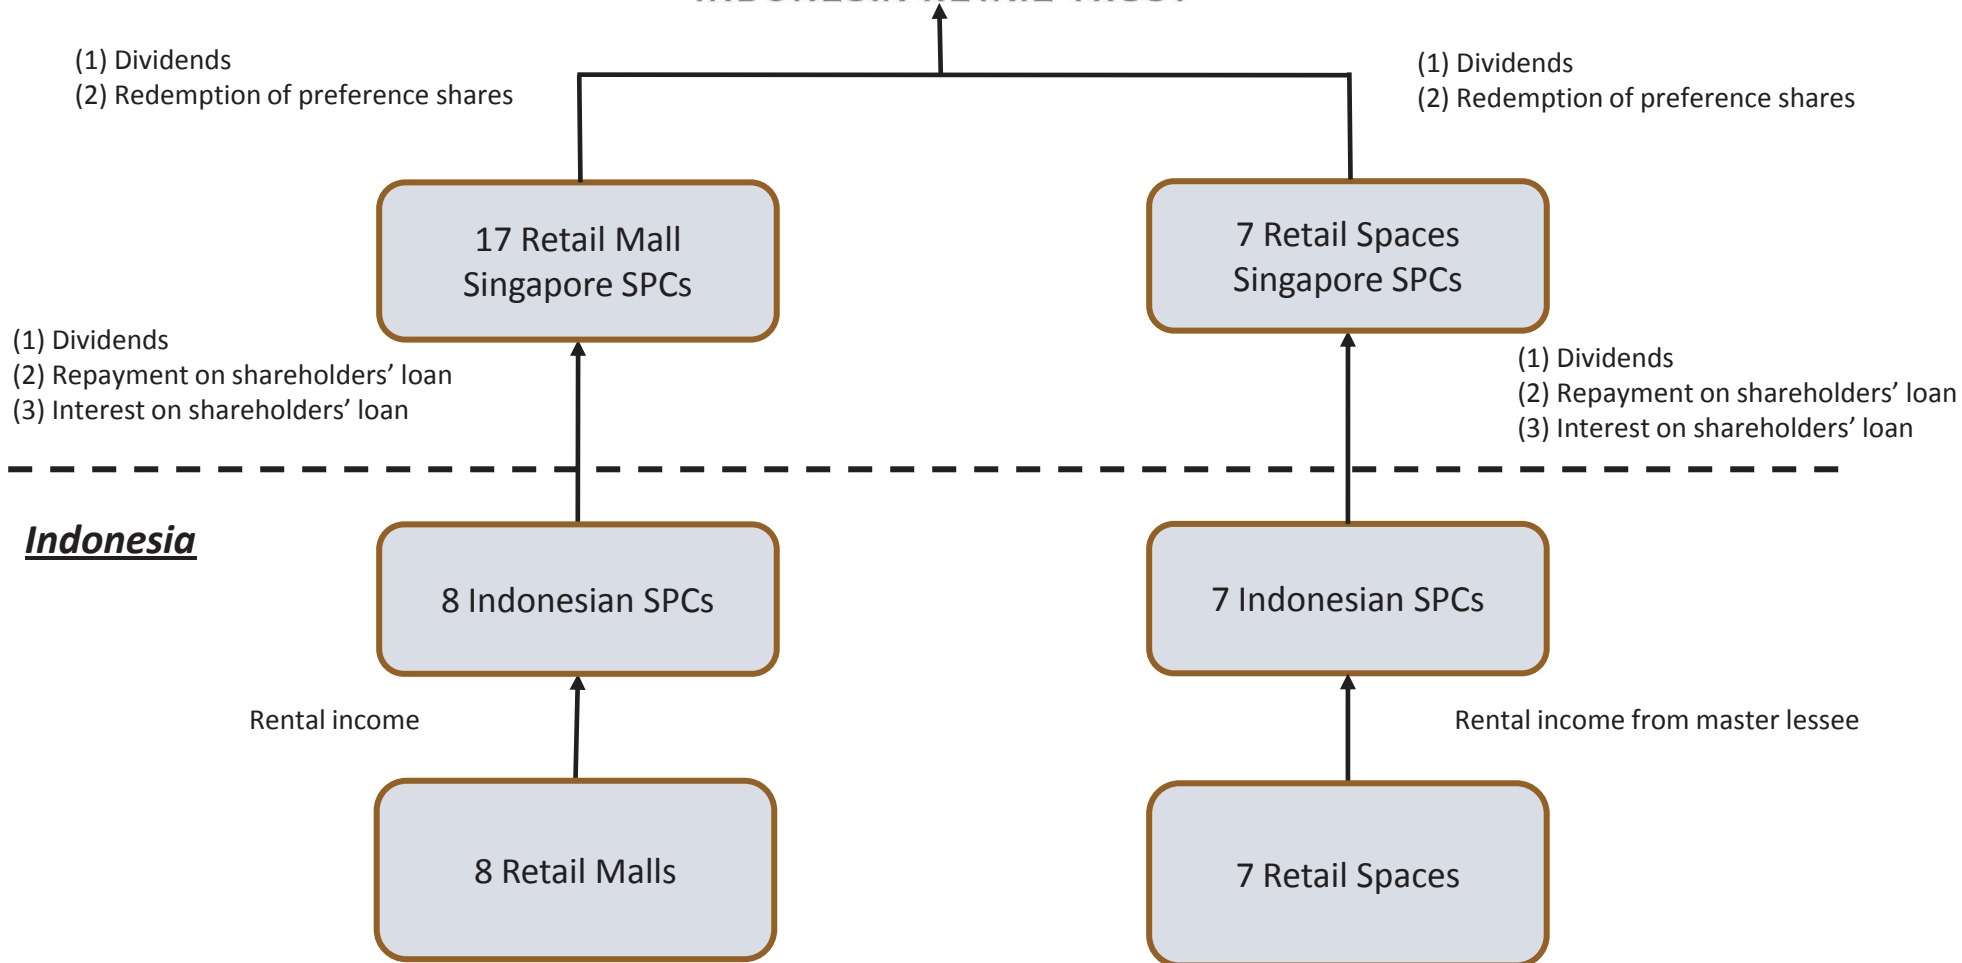 (1) Dividends
(2) Redemption of preference shares
(1) Dividends
(2) Redemption of preference shares
17 Retail Mall
Singapore SPCs
7 Retail Spaces
Singapore SPCs
(1) Dividends
(2) Repayment on shareholders’ loan
(3) Interest on shareholders’ loan
(1) Dividends
(2) Repayment on shareholders’ loan
(3) Interest on shareholders’ loan
Indonesia
8 Indonesian SPCs
7 Indonesian SPCs
Rental income
Rental income from master lessee
8 Retail Malls
7 Retail Spaces